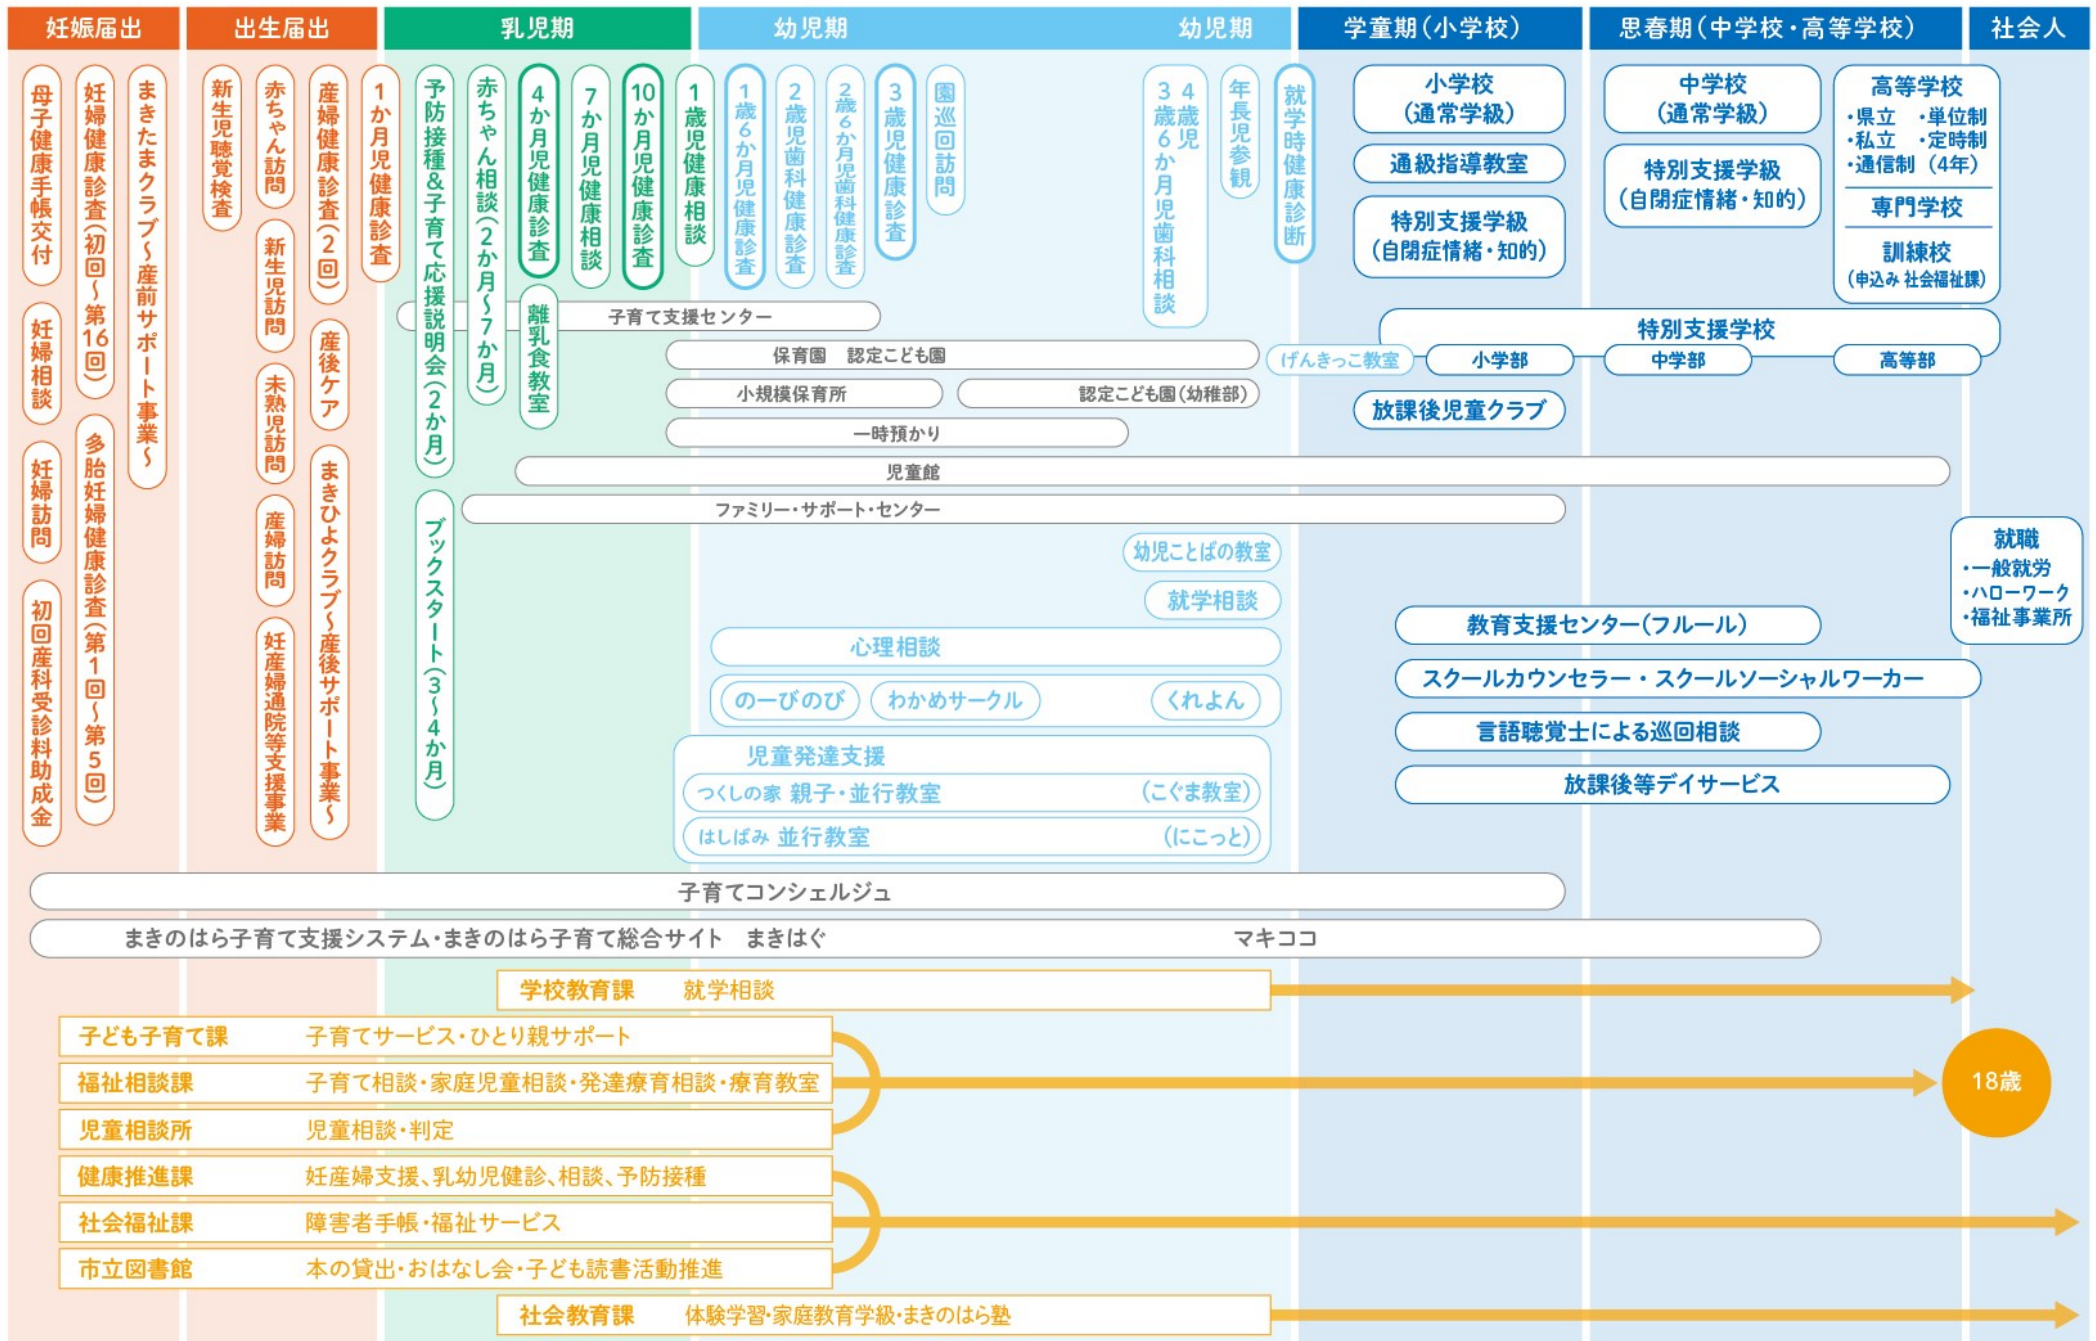 妊娠届出
出生届出
乳児期
幼児期
幼児期
学童期(小学校)
思春期(中学校・高等学校)
社会人
母子健康手帳交付
妊婦相談
妊婦訪問
初回産科受診料助成金
妊婦健康診査(初回〜第16回)
多胎妊婦健康診査(第1回〜第5回)
まきたまクラブ〜産前サポート事業〜
新生児聴覚検査
赤ちゃん訪問
新生児訪問
未熟児訪問
産婦訪問
妊産婦通院等支援事業
産婦健康診査(2回)
産後ケア
まきひよクラブ〜産後サポート事業〜
1か月児健康診査
予防接種&子育て応援説明会(2か月)
ブックスタート(3〜4か月)
赤ちゃん相談(2か月〜7か月)
4か月児健康診査
離乳食教室
7か月児健康相談
10か月児健康診査
1歳児健康相談
1歳6か月児健康診査
2歳児歯科健康診査
2歳6か月児歯科健康診査
3歳児健康診査
園巡回訪問
4歳児
3歳6か月児歯科相談
年長児参観
就学時健康診断
小学校
(通常学級)
通級指導教室
特別支援学級
(自閉症情緒・知的)
中学校
(通常学級)
特別支援学級
(自閉症情緒・知的)
高等学校
・県立 ・単位制
・私立 ・定時制
・通信制 (4年)
専門学校
訓練校
(申込み 社会福祉課)
子育て支援センター
保育園 認定こども園
小規模保育所
認定こども園(幼稚部)
一時預かり
児童館
ファミリー・サポート・センター
げんきっこ教室
特別支援学校
小学部
中学部
高等部
放課後児童クラブ
幼児ことばの教室
就学相談
心理相談
のーびのび
わかめサークル
くれよん
児童発達支援
つくしの家 親子・並行教室 (こぐま教室)
はしばみ 並行教室 (にこっと)
就職
・一般就労
・ハローワーク
・福祉事業所
教育支援センター(フルール)
スクールカウンセラー・スクールソーシャルワーカー
言語聴覚士による巡回相談
放課後等デイサービス
子育てコンシェルジュ
まきのはら子育て支援システム・まきのはら子育て総合サイト まきはぐ マキココ
学校教育課 就学相談
子ども子育て課 子育てサービス・ひとり親サポート
福祉相談課 子育て相談・家庭児童相談・発達療育相談・療育教室
児童相談所 児童相談・判定
18歳
健康推進課 妊産婦支援、乳幼児健診、相談、予防接種
社会福祉課 障害者手帳・福祉サービス
市立図書館 本の貸出・おはなし会・子ども読書活動推進
社会教育課 体験学習・家庭教育学級・まきのはら塾